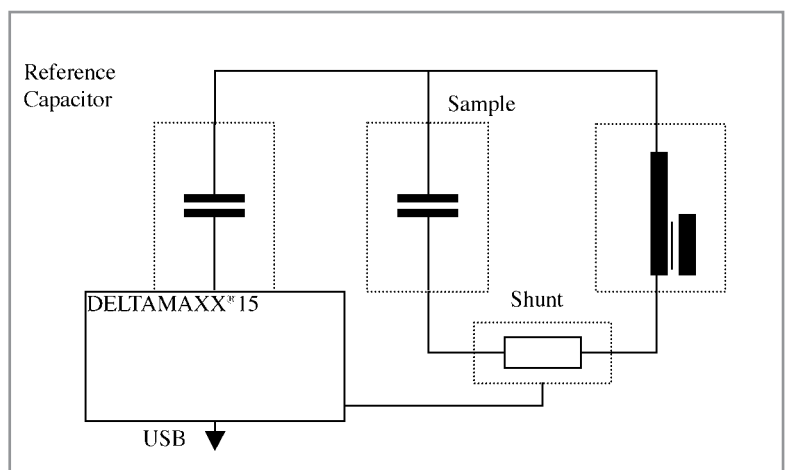 Reference
Capacitor
Sample
DELTAMAXX® 15
Shunt
USB